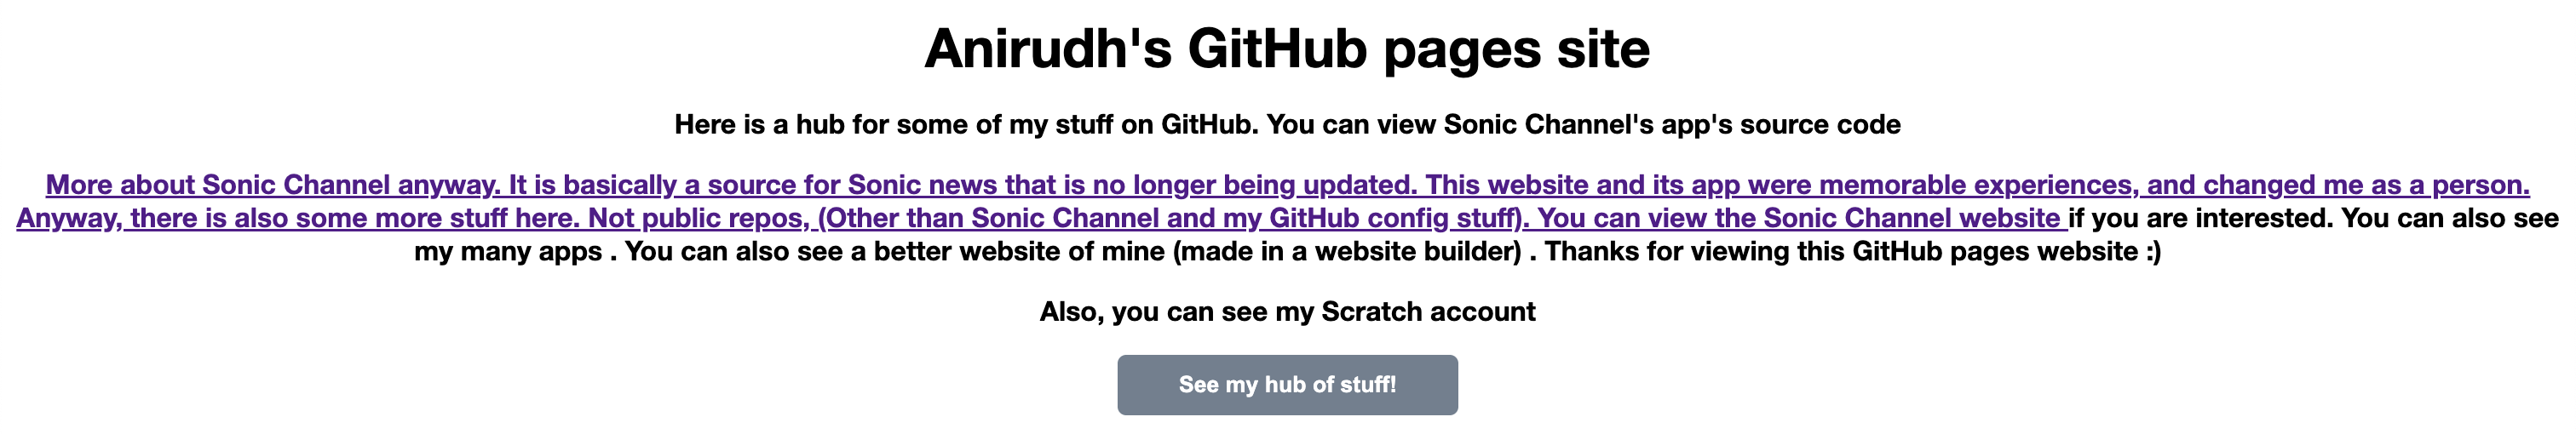 Anirudh's GitHub pages site
Here is a hub for some of my stuff on GitHub. You can view Sonic Channel's app's source code
More about Sonic Channel anyway. It is basically a source for Sonic news that is no longer being updated. This website and its app were memorable experiences, and changed me as a person.
Anyway, there is also some more stuff here. Not public repos, (Other than Sonic Channel and my GitHub config stuff). You can view the Sonic Channel website if you are interested. You can also see
my many apps . You can also see a better website of mine (made in a website builder) . Thanks for viewing this GitHub pages website :)
Also, you can see my Scratch account
See my hub of stuff!